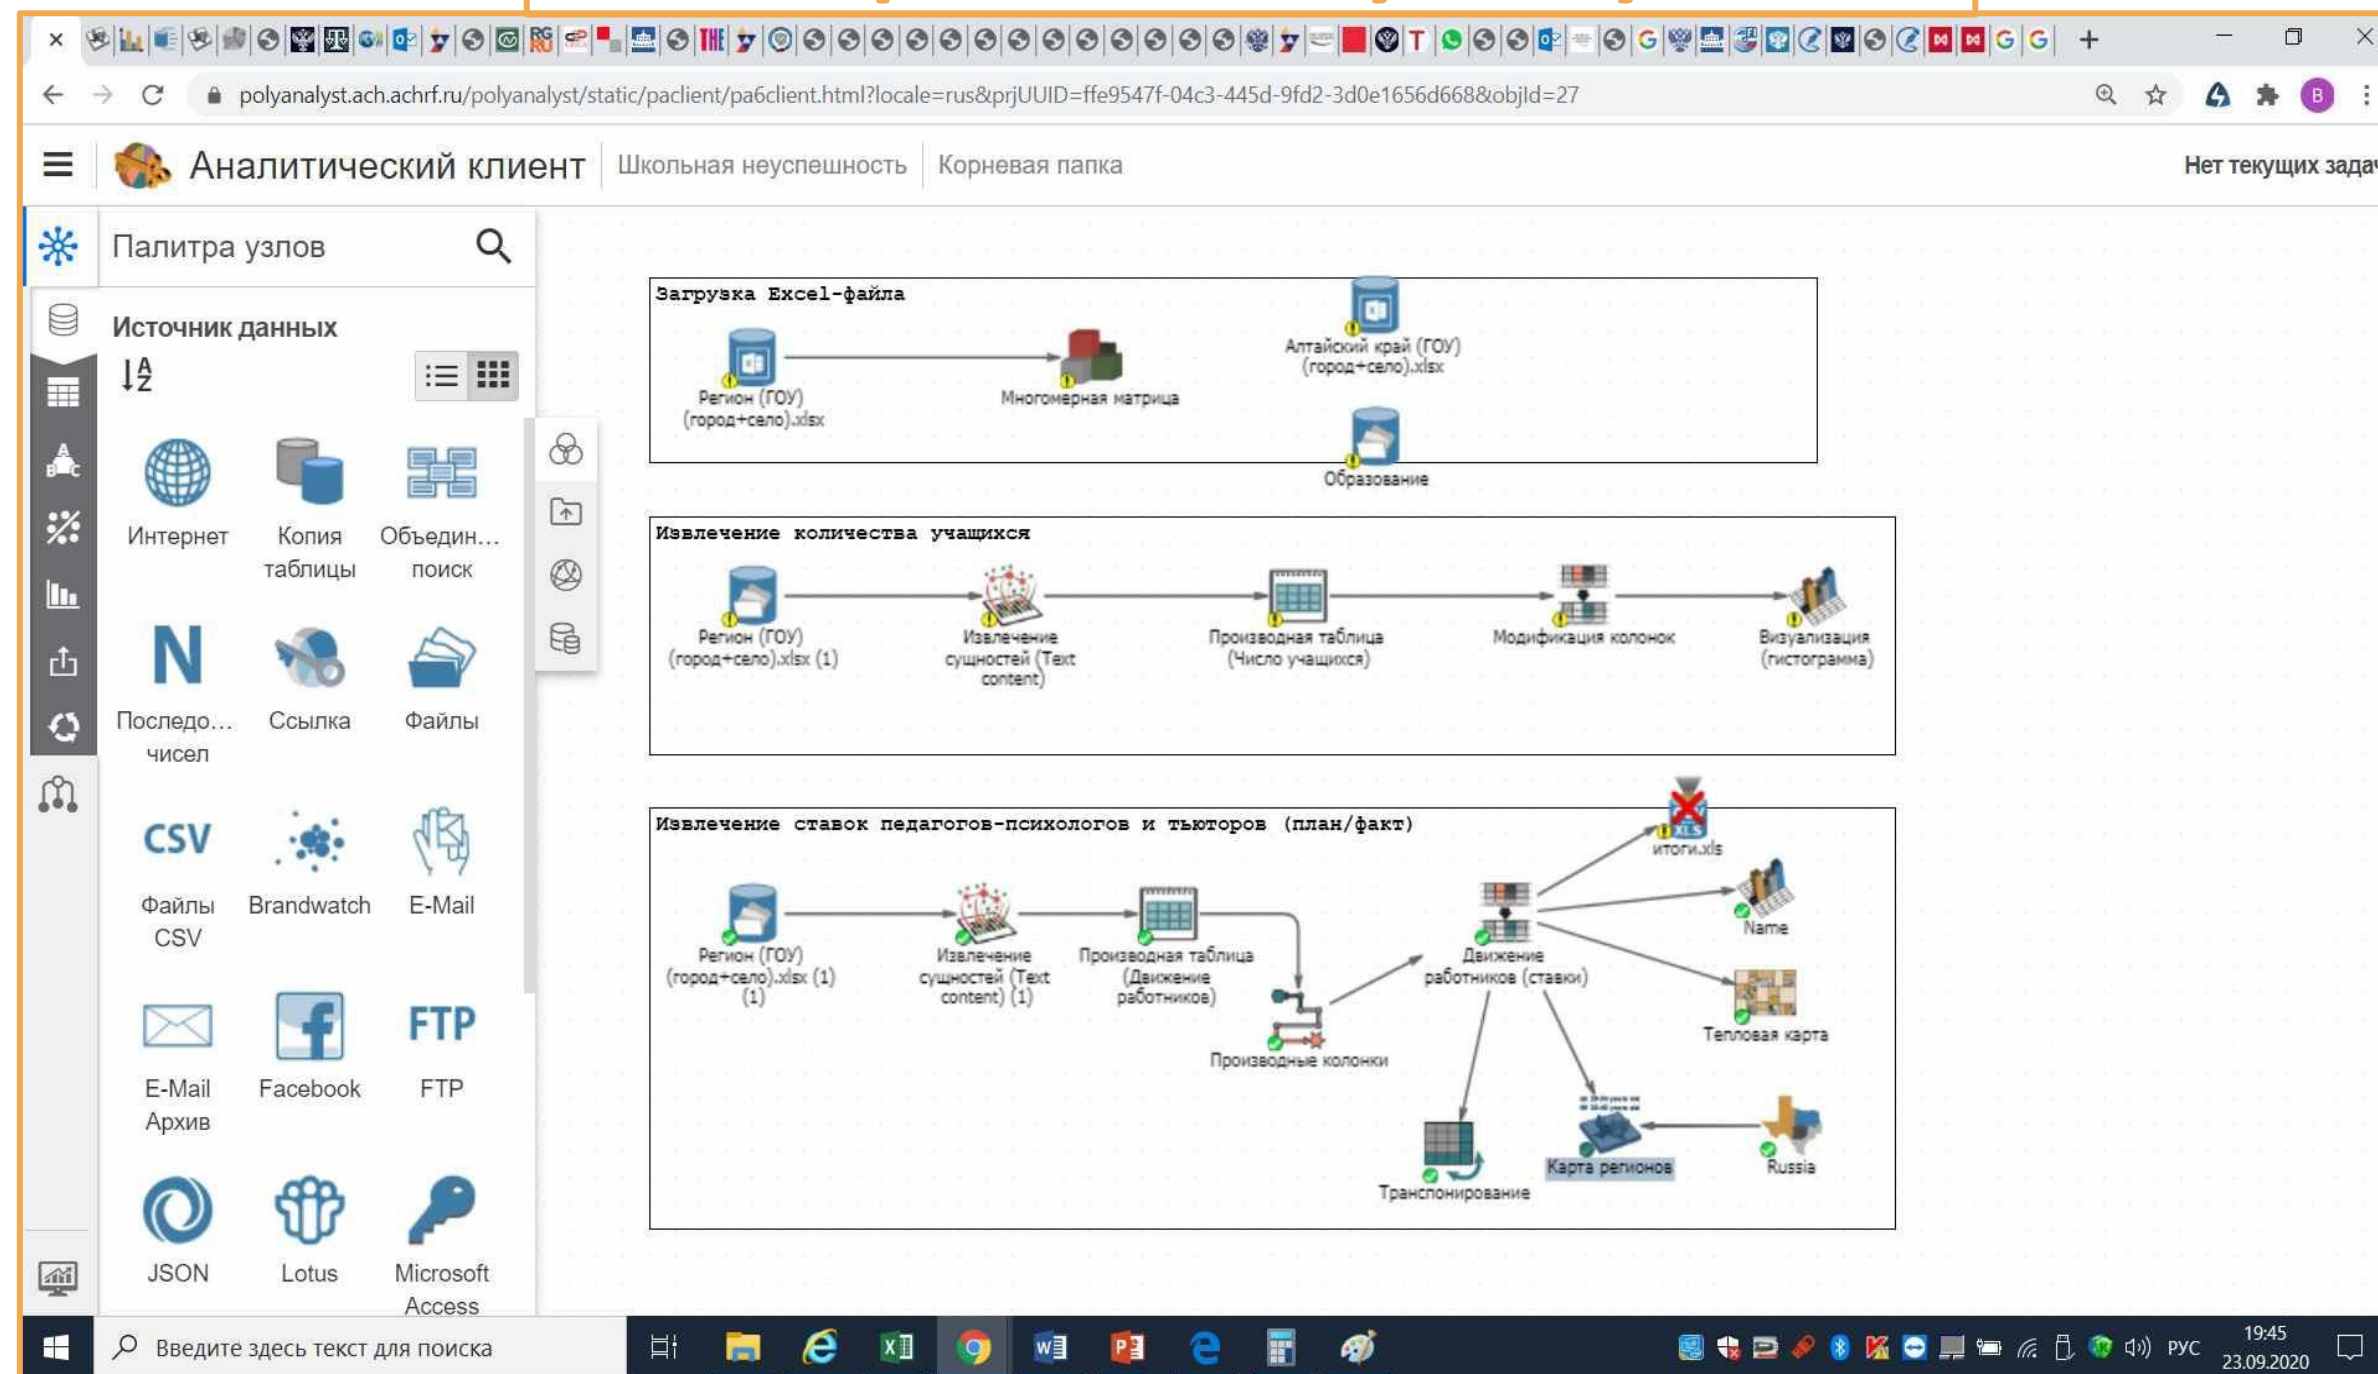 polyanalyst.ach.achrf.ru/polyanalyst/static/paclient/pa6client.html?locale=rus&prjUUID=ffe9547f-04c3-445d-9fd2-3d0e1656d668&objId=27
Аналитический клиент
Школьная неуспешность
Корневая папка
Нет текущих задач
Палитра узлов
Источник данных
Интернет
Копия таблицы
Объедин... поиск
Последо... чисел
Ссылка
Файлы
CSV
Файлы CSV
Brandwatch
E-Mail
E-Mail Архив
Facebook
FTP
FTP
JSON
Lotus
Microsoft Access
Загрузка Excel-файла
Регион (ГОУ)
(город+село).xlsx
Многомерная матрица
Алтайский край (ГОУ)
(город+село).xlsx
Образование
Извлечение количества учащихся
Регион (ГОУ)
(город+село).xlsx (1)
Извлечение
сущностей (Text
content)
Производная таблица
(Число учащихся)
Модификация колонок
Визуализация
(гистограмма)
Извлечение ставок педагогов-психологов и тьюторов (план/факт)
Регион (ГОУ)
(город+село).xlsx (1)
(1)
Извлечение
сущностей (Text
content) (1)
Производная таблица
(Движение
работников)
Производные колонки
Движение
работников (ставки)
XLS
итоги.xls
Name
Тепловая карта
Транспонирование
Карта регионов
Russia
Введите здесь текст для поиска
РУС
19:45
23.09.2020